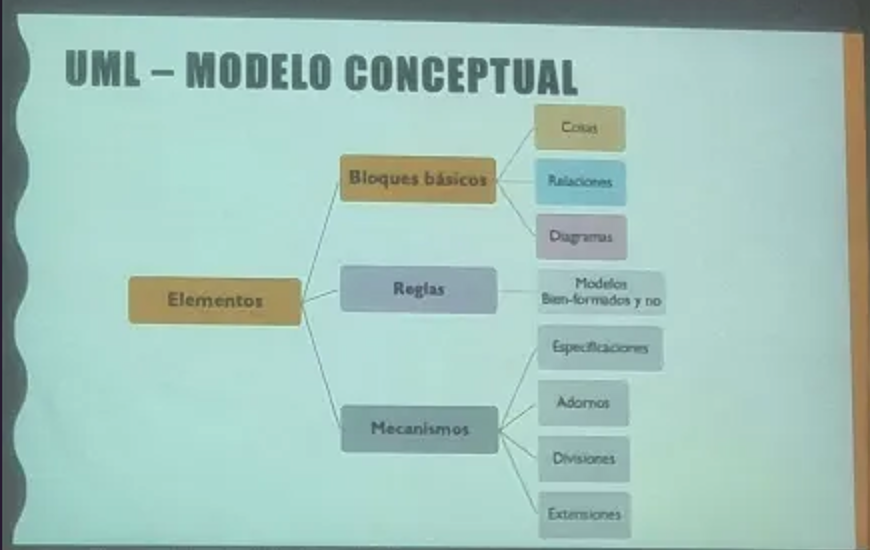 UML – MODELO CONCEPTUAL
Cosas
Bloques básicos
Relaciones
Diagramas
Elementos
Reglas
Modelos
Bien-formados y no
Especificaciones
Mecanismos
Adornos
Divisiones
Extensiones